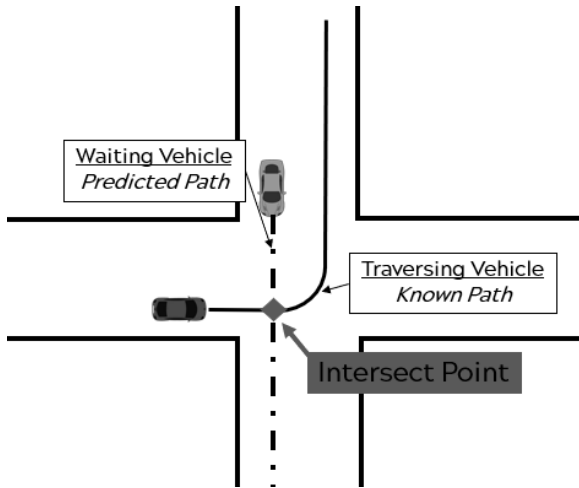 Waiting Vehicle
Predicted Path
Traversing Vehicle
Known Path
Intersect Point